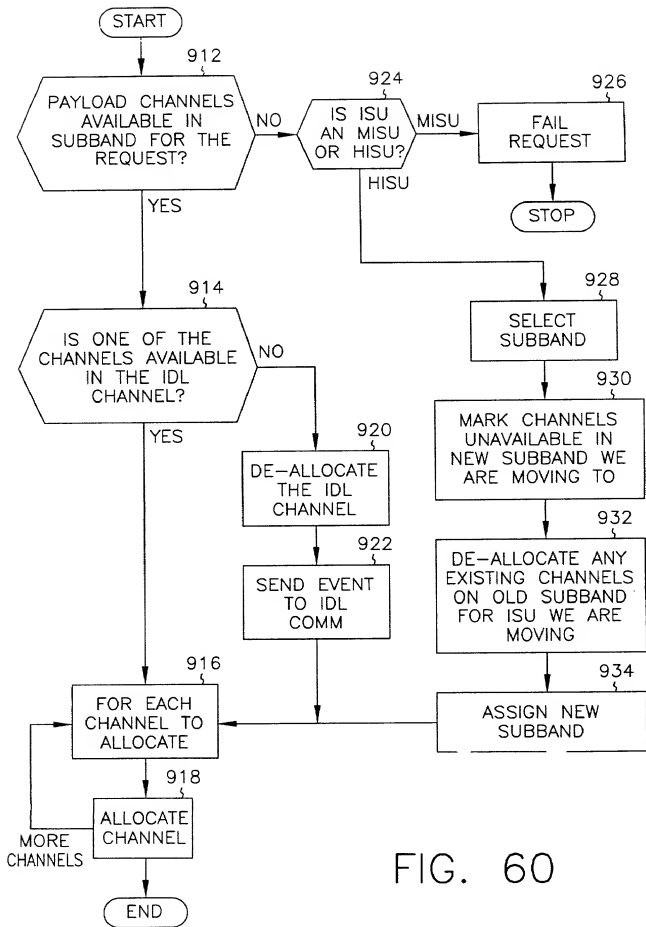 START
912
PAYLOAD CHANNELS
AVAILABLE IN
SUBBAND FOR THE
REQUEST?
NO
YES
924
IS ISU
AN MISU
OR HISU?
MISU
HISU
926
FAIL
REQUEST
STOP
914
IS ONE OF THE
CHANNELS AVAILABLE
IN THE IDL
CHANNEL?
NO
YES
920
DE-ALLOCATE
THE IDL
CHANNEL
922
SEND EVENT
TO IDL
COMM
928
SELECT
SUBBAND
930
MARK CHANNELS
UNAVAILABLE IN
NEW SUBBAND WE
ARE MOVING TO
932
DE-ALLOCATE ANY
EXISTING CHANNELS
ON OLD SUBBAND
FOR ISU WE ARE
MOVING
934
ASSIGN NEW
SUBBAND
916
FOR EACH
CHANNEL TO
ALLOCATE
918
ALLOCATE
CHANNEL
MORE
CHANNELS
END
FIG. 60